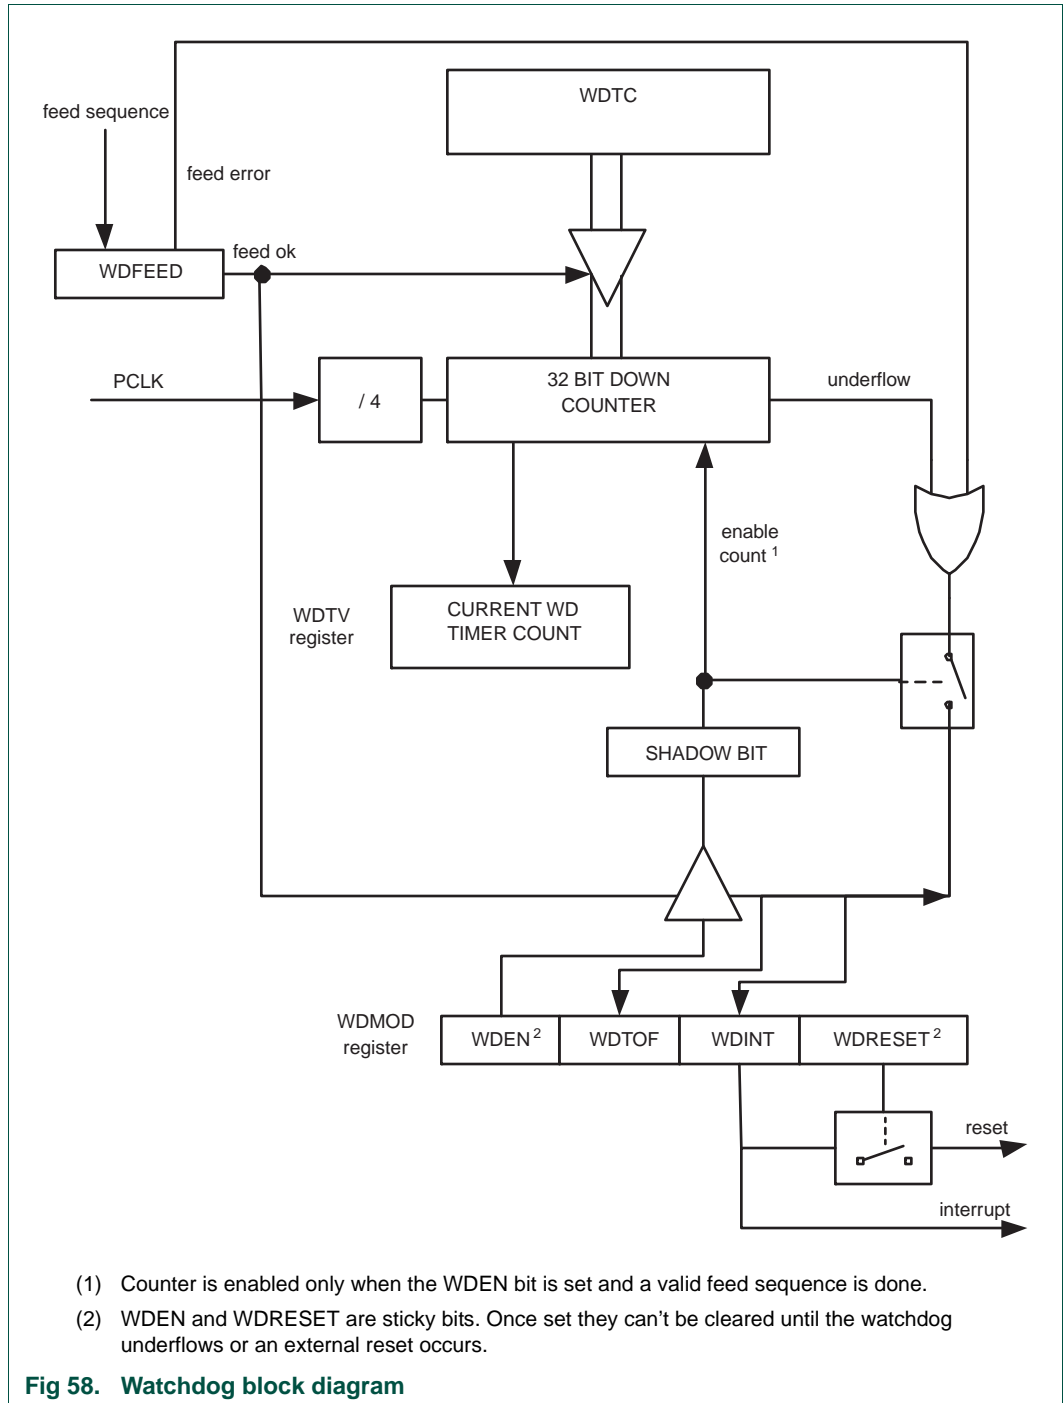 WDTC
feed sequence
feed error
feed ok
WDFEED
PCLK
/ 4
32 BIT DOWN
COUNTER
underflow
enable
count 1
WDTV
register
CURRENT WD
TIMER COUNT
SHADOW BIT
WDMOD
register
WDEN 2
WDTOF
WDINT
WDRESET 2
reset
interrupt
(1) Counter is enabled only when the WDEN bit is set and a valid feed sequence is done.
(2) WDEN and WDRESET are sticky bits. Once set they can't be cleared until the watchdog
underflows or an external reset occurs.
Fig 58. Watchdog block diagram